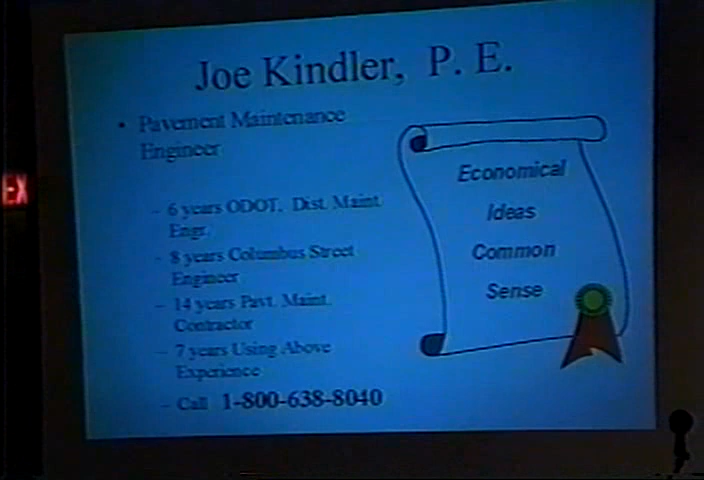 Joe Kindler, P. E.
• Pavement Maintenance
Engineer
– 6 years ODOT, Dist. Maint.
Engr.
– 8 years Columbus Street
Engineer
– 14 years Pavt. Maint.
Contractor
– 7 years Using Above
Experience
– Call 1-800-638-8040
Economical
Ideas
Common
Sense
EX